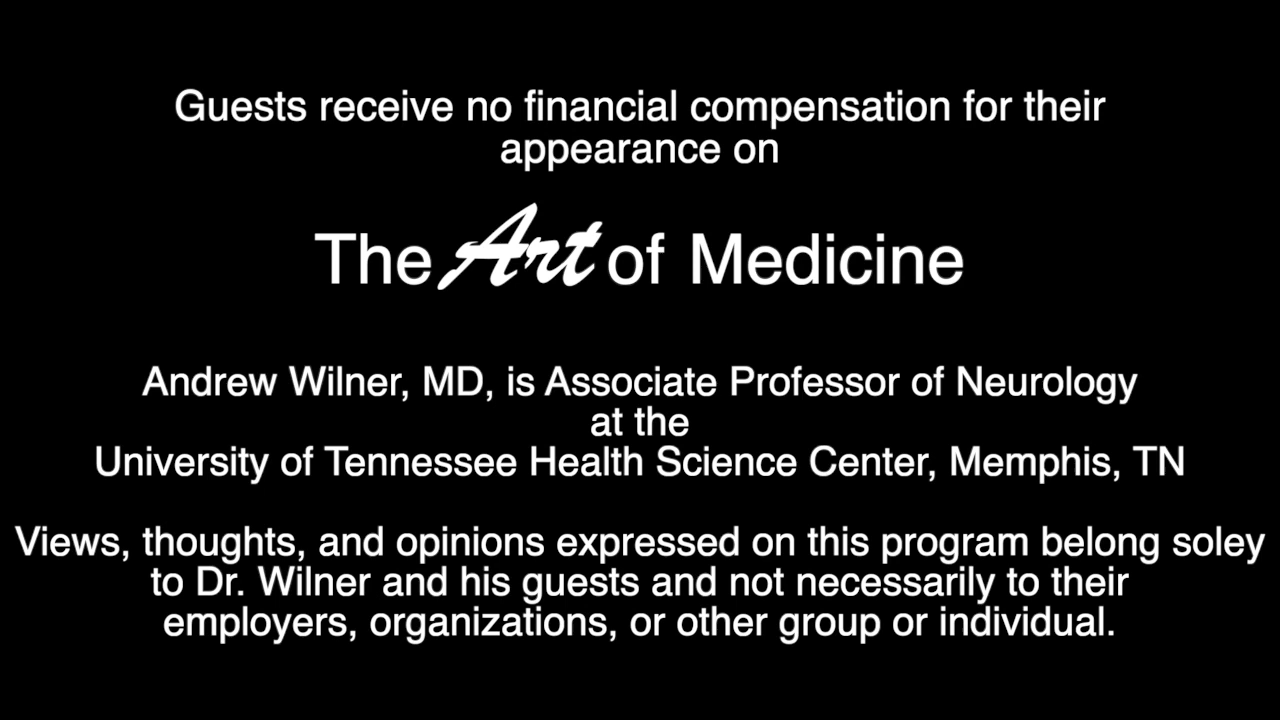 Guests receive no financial compensation for their
appearance on
The Art of Medicine
Andrew Wilner, MD, is Associate Professor of Neurology
at the
University of Tennessee Health Science Center, Memphis, TN
Views, thoughts, and opinions expressed on this program belong soley
to Dr. Wilner and his guests and not necessarily to their
employers, organizations, or other group or individual.